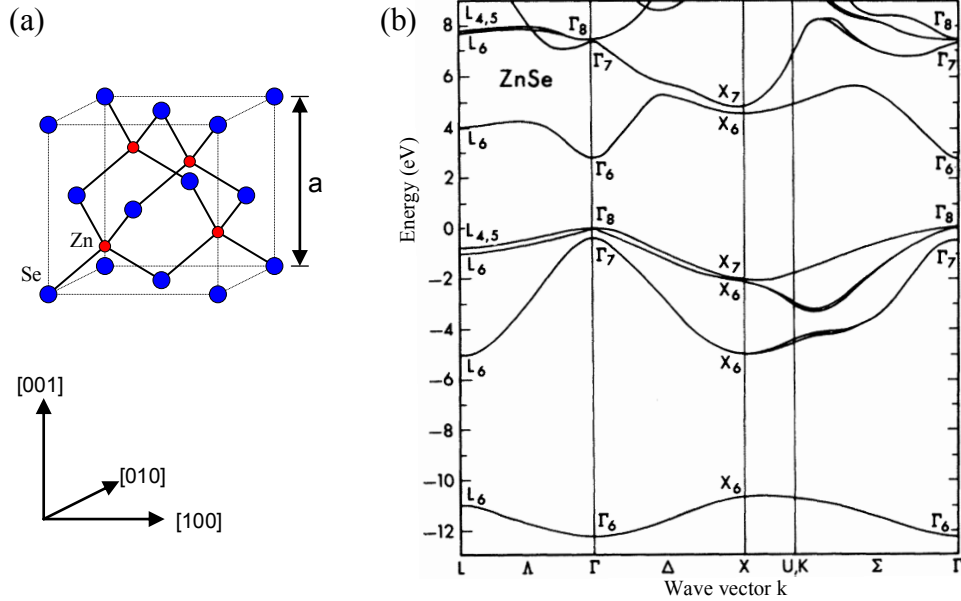 (a)
a
Zn
Se
[001]
[010]
[100]
(b)
ZnSe
Energy (eV)
8
6
4
2
0
−2
−4
−6
−8
−10
−12
L4,5
L6
L6
L4,5
L6
L6
L6
Γ8
Γ7
Γ6
Γ8
Γ7
Γ6
X7
X6
X7
X6
X6
X6
Γ8
Γ7
Γ6
Γ8
Γ7
Γ6
L Λ Γ Δ X U,K Σ Γ
Wave vector k